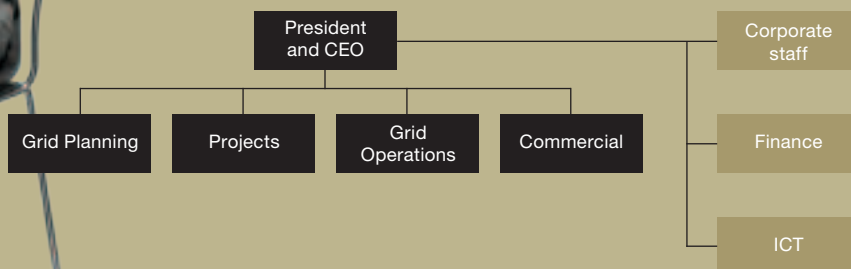 President
and CEO
Corporate
staff
Grid Planning
Projects
Grid
Operations
Commercial
Finance
ICT